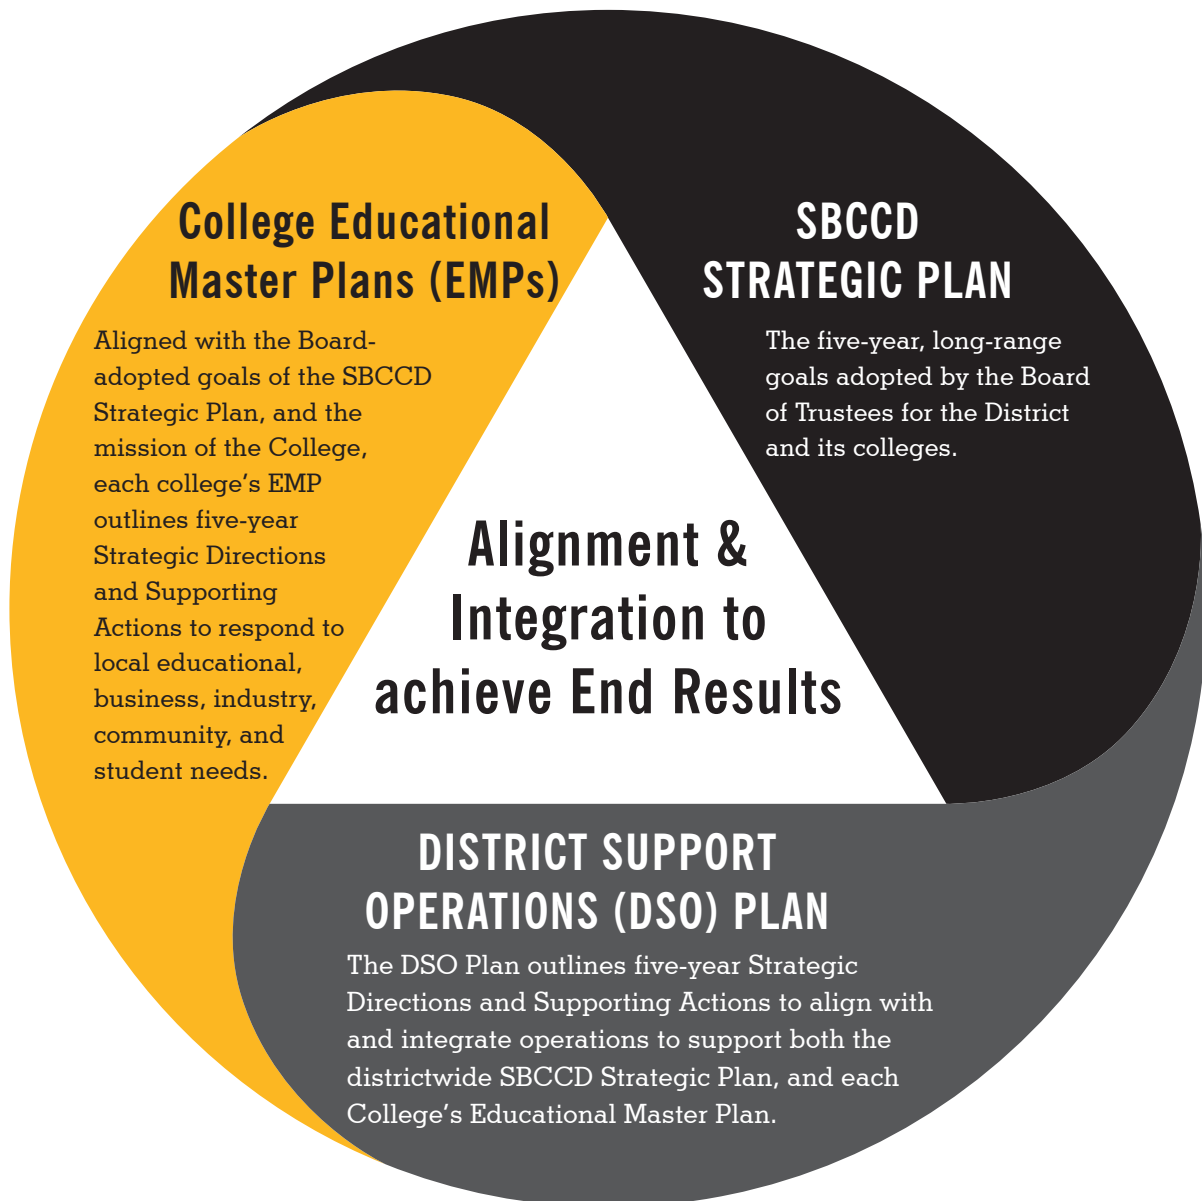 College Educational
Master Plans (EMPs)
Aligned with the Board-
adopted goals of the SBCCD
Strategic Plan, and the
mission of the College,
each college’s EMP
outlines five-year
Strategic Directions
and Supporting
Actions to respond to
local educational,
business, industry,
community, and
student needs.
SBCCD
STRATEGIC PLAN
The five-year, long-range
goals adopted by the Board
of Trustees for the District
and its colleges.
Alignment &
Integration to
achieve End Results
DISTRICT SUPPORT
OPERATIONS (DSO) PLAN
The DSO Plan outlines five-year Strategic
Directions and Supporting Actions to align with
and integrate operations to support both the
districtwide SBCCD Strategic Plan, and each
College’s Educational Master Plan.